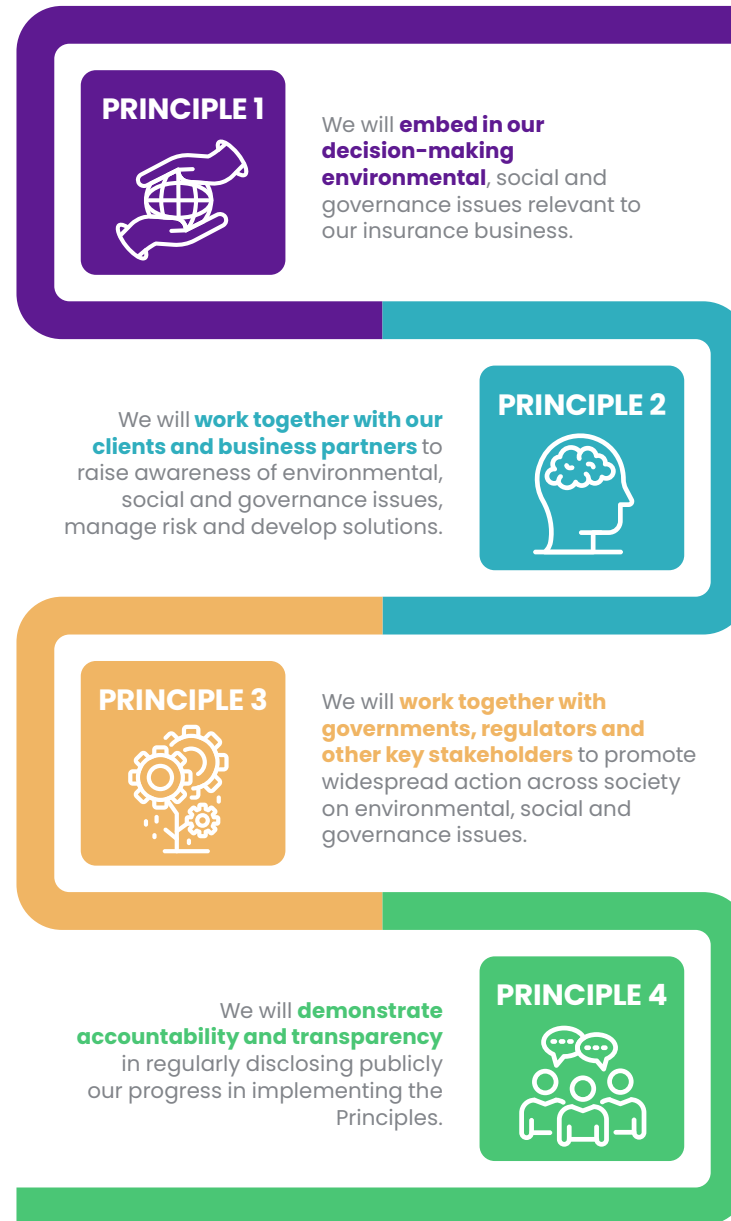 PRINCIPLE 1
We will embed in our
decision-making
environmental, social and
governance issues relevant to
our insurance business.
We will work together with our
clients and business partners to
raise awareness of environmental,
social and governance issues,
manage risk and develop solutions.
PRINCIPLE 2
PRINCIPLE 3
We will work together with
governments, regulators and
other key stakeholders to promote
widespread action across society
on environmental, social and
governance issues.
We will demonstrate
accountability and transparency
in regularly disclosing publicly
our progress in implementing the
Principles.
PRINCIPLE 4